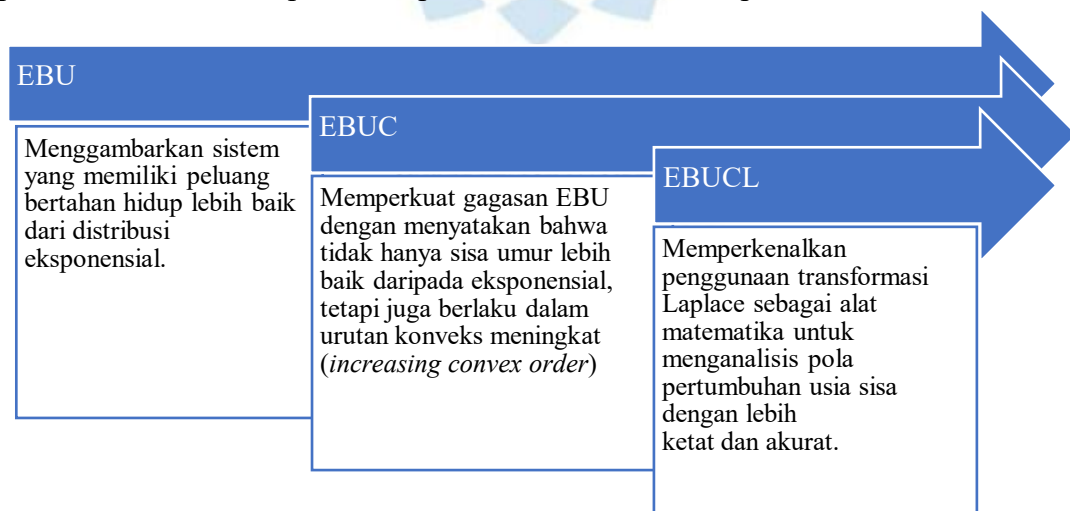 EBU
Menggambarkan sistem
yang memiliki peluang
bertahan hidup lebih baik
dari distribusi
eksponensial.
EBUC
Memperkuat gagasan EBU
dengan menyatakan bahwa
tidak hanya sisa umur lebih
baik daripada eksponensial,
tetapi juga berlaku dalam
urutan konveks meningkat
(increasing convex order)
EBUCL
Memperkenalkan
penggunaan transformasi
Laplace sebagai alat
matematika untuk
menganalisis pola
pertumbuhan usia sisa
dengan lebih
ketat dan akurat.